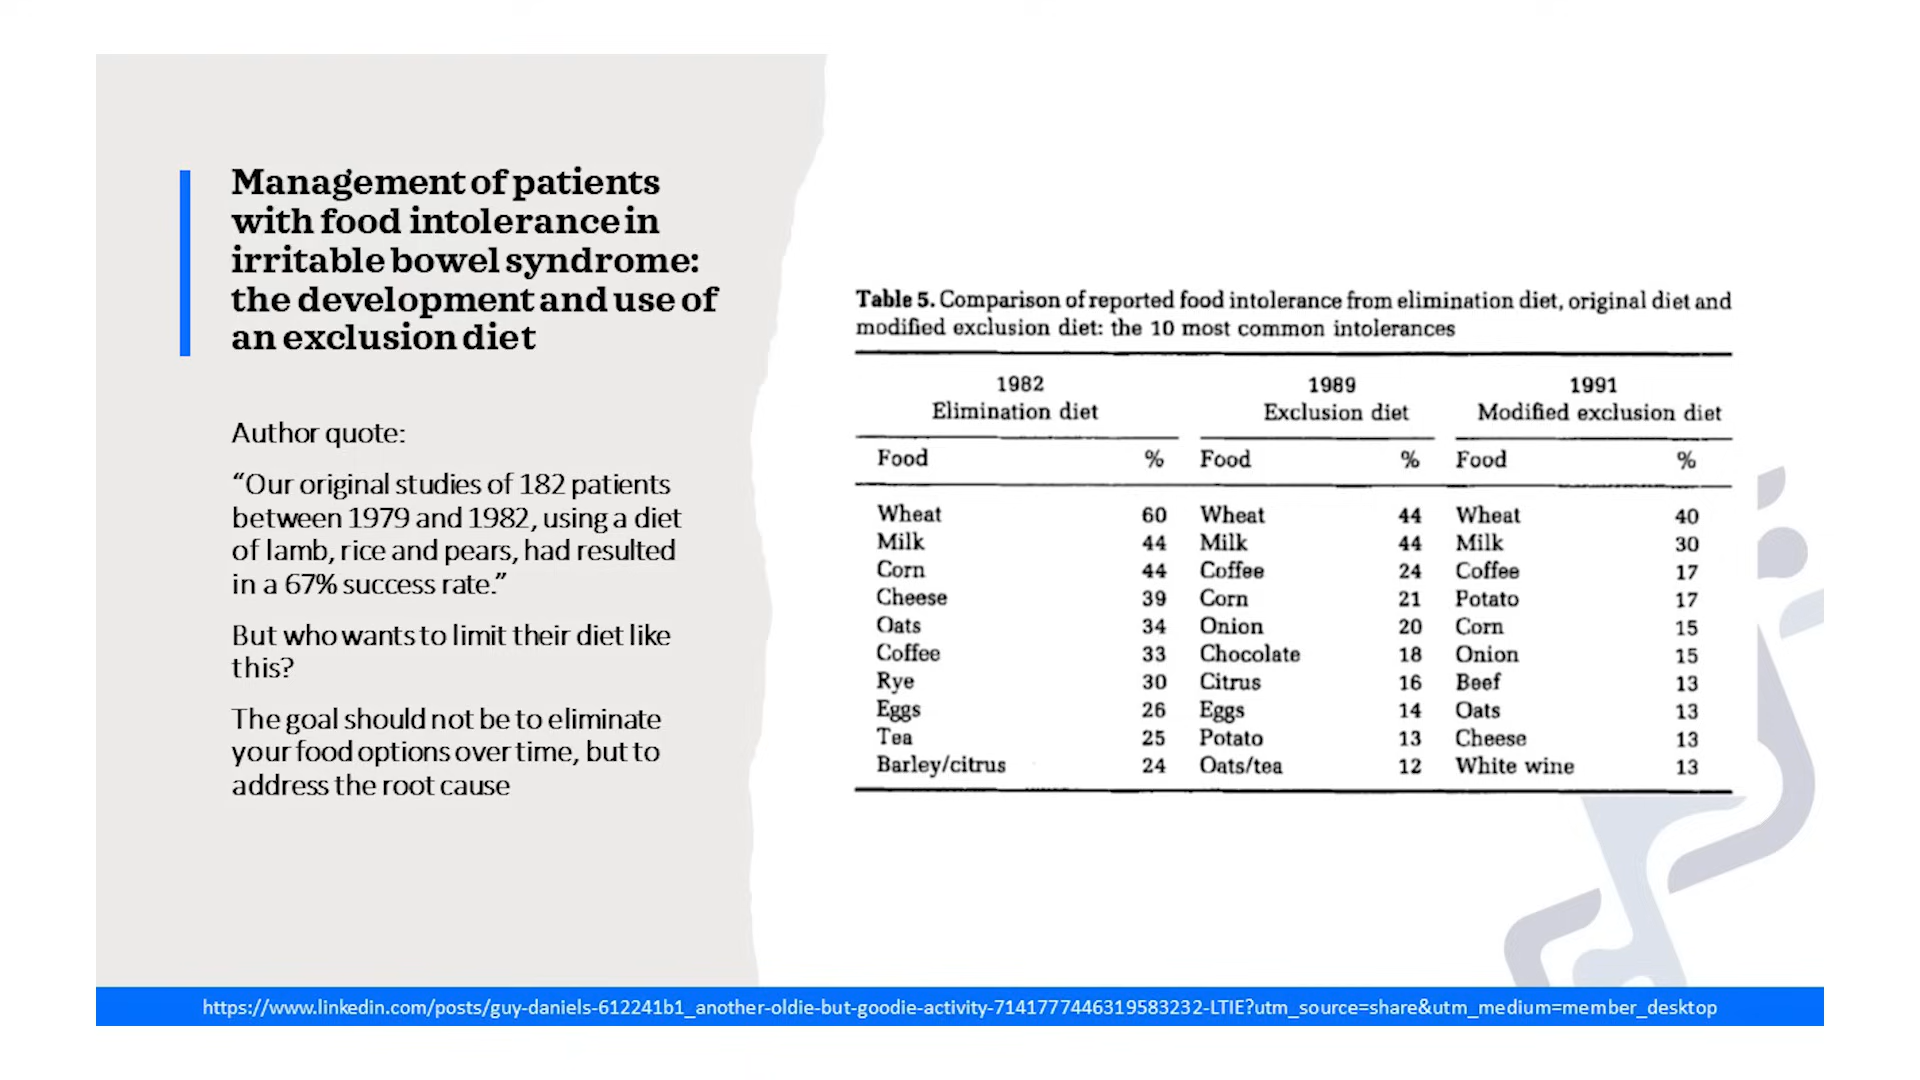 Management of patients
with food intolerance in
irritable bowel syndrome:
the development and use of
an exclusion diet
Author quote:
“Our original studies of 182 patients
between 1979 and 1982, using a diet
of lamb, rice and pears, had resulted
in a 67% success rate.”
But who wants to limit their diet like
this?
The goal should not be to eliminate
your food options over time, but to
address the root cause
Table 5. Comparison of reported food intolerance from elimination diet, original diet and
modified exclusion diet: the 10 most common intolerances
1982 1989 1991
Elimination diet Exclusion diet Modified exclusion diet
Food % Food % Food %
Wheat 60 Wheat 44 Wheat 40
Milk 44 Milk 44 Milk 30
Corn 44 Coffee 24 Coffee 17
Cheese 39 Corn 21 Potato 17
Oats 34 Onion 20 Corn 15
Coffee 33 Chocolate 18 Onion 15
Rye 30 Citrus 16 Beef 13
Eggs 26 Eggs 14 Oats 13
Tea 25 Potato 13 Cheese 13
Barley/citrus 24 Oats/tea 12 White wine 13
https://www.linkedin.com/posts/guy-daniels-612241b1_another-oldie-but-goodie-activity-7141777446319583232-LTIE?utm_source=share&utm_medium=member_desktop